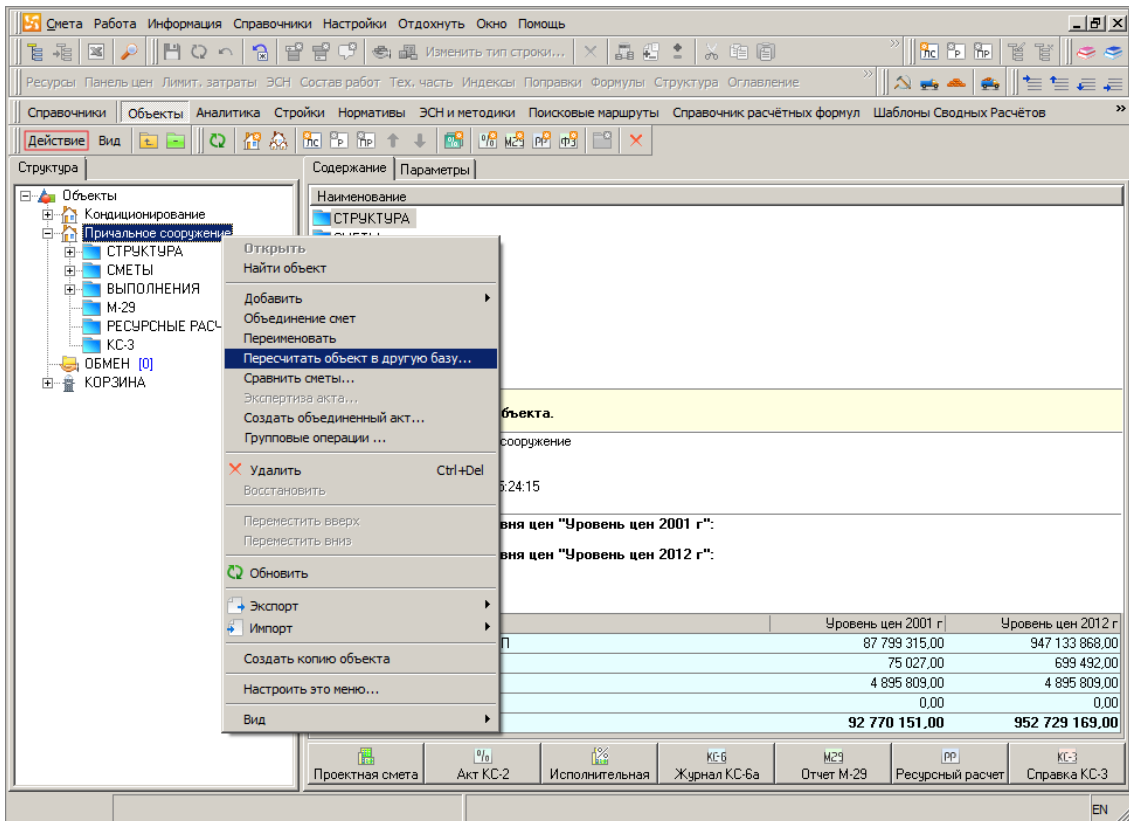 Смета Работа Информация Справочники Настройки Отдохнуть Окно Помощь
Изменить тип строки...
Ресурсы Панель цен Лимит. затраты ЭСН Состав работ Тех. часть Индексы Поправки Формулы Структура Оглавление
Справочники Объекты Аналитика Стройки Нормативы ЭСН и методики Поисковые маршруты Справочник расчётных формул Шаблоны Сводных Расчётов
Действие Вид
Структура
Содержание Параметры
Объекты
Кондиционирование
Причальное сооружение
СТРУКТУРА
СМЕТЫ
ВЫПОЛНЕНИЯ
М-29
РЕСУРСНЫЕ РАСЧ
КС-3
ОБМЕН [0]
КОРЗИНА
Наименование
СТРУКТУРА
СМЕТЫ
Открыть
Найти объект
Добавить
Объединение смет
Переименовать
Пересчитать объект в другую базу...
Сравнить сметы...
Экспертиза акта...
Создать объединенный акт...
Групповые операции ...
Удалить Ctrl+Del
Восстановить
Переместить вверх
Переместить вниз
Обновить
Экспорт
Импорт
Создать копию объекта
Настроить это меню...
Вид
бъекта.
сооружение
5:24:15
вня цен "Уровень цен 2001 г":
вня цен "Уровень цен 2012 г":
Уровень цен 2001 г Уровень цен 2012 г
П 87 799 315,00 947 133 868,00
75 027,00 699 492,00
4 895 809,00 4 895 809,00
0,00 0,00
92 770 151,00 952 729 169,00
Проектная смета
Акт КС-2
Исполнительная
КС-6
Журнал КС-6а
М29
Отчет М-29
РР
Ресурсный расчет
КС-3
Справка КС-3
EN